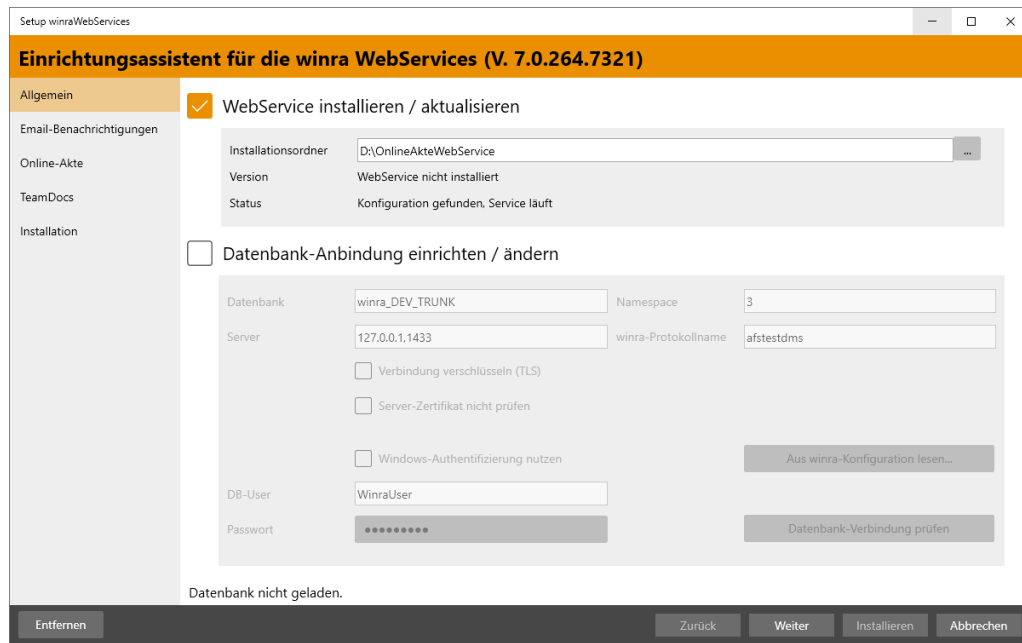 Setup winraWebServices
Einrichtungsassistent für die winra WebServices (V. 7.0.264.7321)
Allgemein
Email-Benachrichtigungen
Online-Akte
TeamDocs
Installation
WebService installieren / aktualisieren
Installationsordner D:\OnlineAkteWebService ...
Version WebService nicht installiert
Status Konfiguration gefunden, Service läuft
Datenbank-Anbindung einrichten / ändern
Datenbank winra_DEV_TRUNK Namespace 3
Server 127.0.0.1,1433 winra-Protokollname afstestdms
Verbindung verschlüseln (TLS)
Server-Zertifikat nicht prüfen
Windows-Authentifizierung nutzen Aus winra-Konfiguration lesen...
DB-User WinraUser
Passwort ●●●●●●●●● Datenbank-Verbindung prüfen
Datenbank nicht geladen.
Entfernen Zurück Weiter Installieren Abbrechen